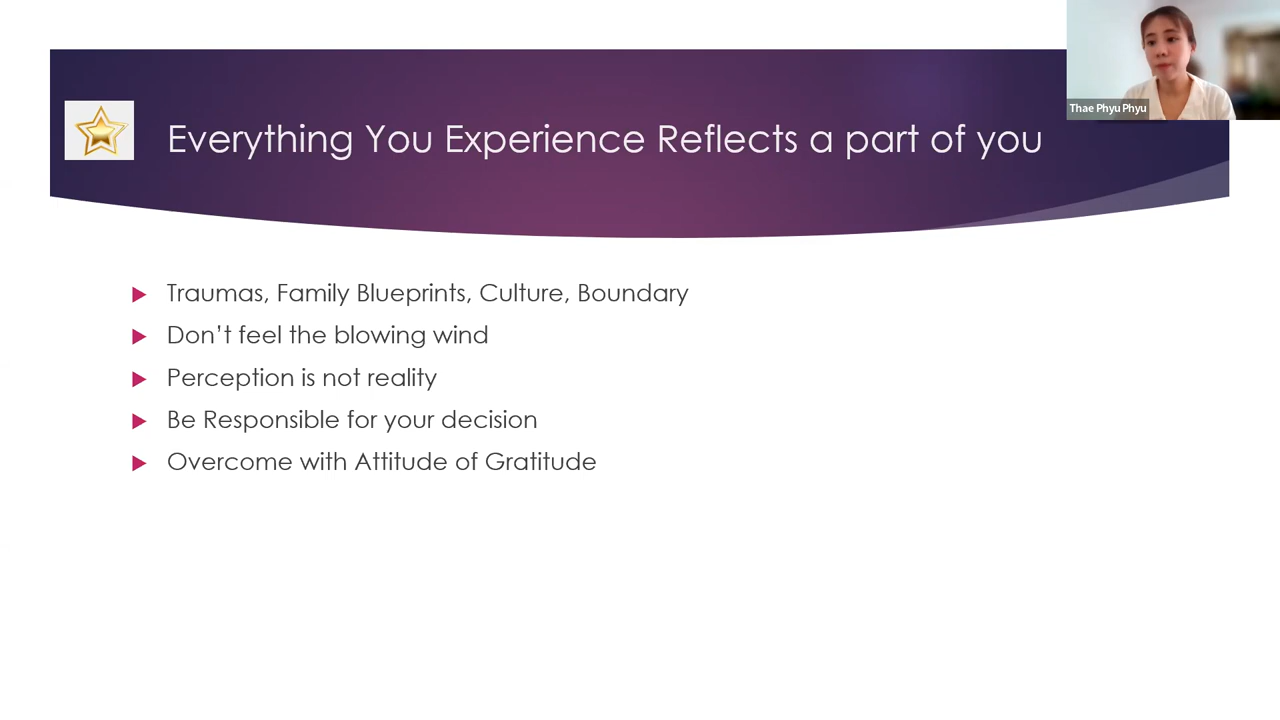 Thae Phyu Phyu
Everything You Experience Reflects a part of you
Traumas, Family Blueprints, Culture, Boundary
Don’t feel the blowing wind
Perception is not reality
Be Responsible for your decision
Overcome with Attitude of Gratitude